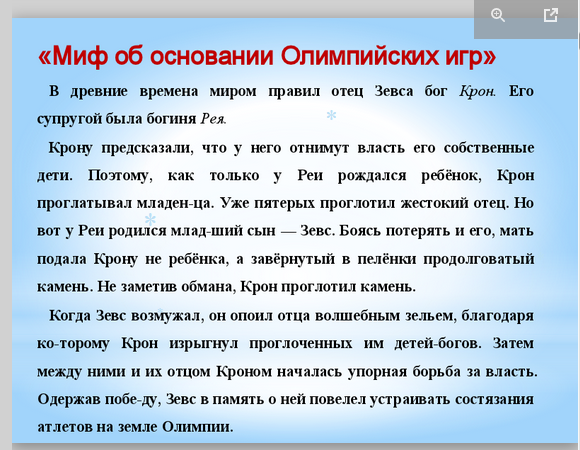 «Миф об основании Олимпийских игр»
В древние времена миром правил отец Зевса бог Крон. Его
супругой была богиня Рея.
Крону предсказали, что у него отнимут власть его собственные
дети. Поэтому, как только у Реи рождался ребёнок, Крон
проглатывал младен-ца. Уже пятерых проглотил жестокий отец. Но
вот у Реи родился млад-ший сын — Зевс. Боясь потерять и его, мать
подала Крону не ребёнка, а завёрнутый в пелёнки продолговатый
камень. Не заметив обмана, Крон проглотил камень.
Когда Зевс возмужал, он опоил отца волшебным зельем, благодаря
ко-торому Крон изрыгнул проглоченных им детей-богов. Затем
между ними и их отцом Кроном началась упорная борьба за власть.
Одержав побе-ду, Зевс в память о ней повелел устраивать состязания
атлетов на земле Олимпии.